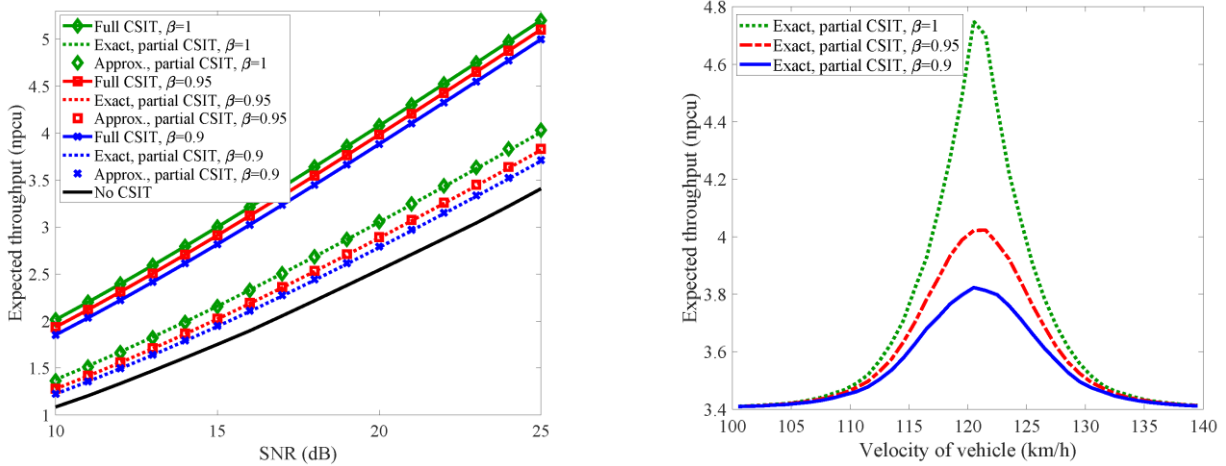 Expected throughput (npcu)
5
4.5
4
3.5
3
2.5
2
1.5
1
Full CSIT, β=1
Exact, partial CSIT, β=1
Approx., partial CSIT, β=1
Full CSIT, β=0.95
Exact, partial CSIT, β=0.95
Approx., partial CSIT, β=0.95
Full CSIT, β=0.9
Exact, partial CSIT, β=0.9
Approx., partial CSIT, β=0.9
No CSIT
10 15 20 25
SNR (dB)
Expected throughput (npcu)
4.8
4.6
4.4
4.2
4
3.8
3.6
3.4
Exact, partial CSIT, β=1
Exact, partial CSIT, β=0.95
Exact, partial CSIT, β=0.9
100 105 110 115 120 125 130 135 140
Velocity of vehicle (km/h)